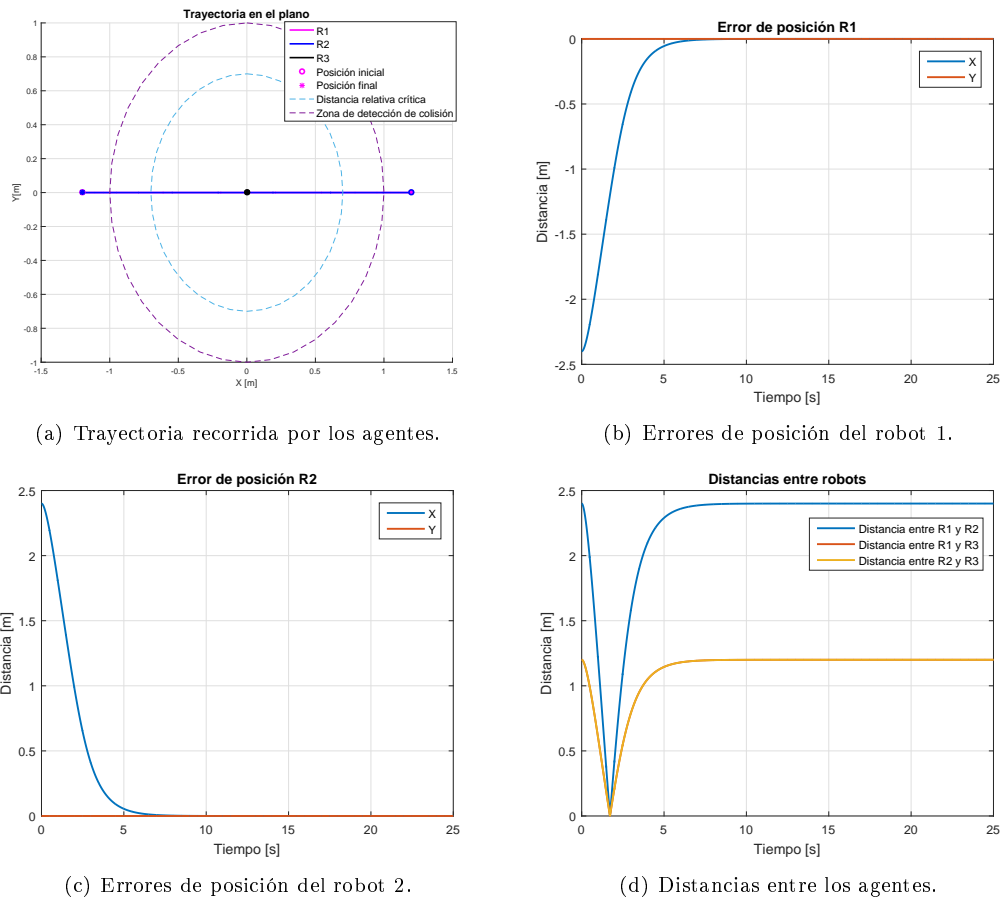 Trayectoria en el plano
R1
R2
R3
Posición inicial
Posición final
Distancia relativa crítica
Zona de detección de colisión
Y[m]
1
0.8
0.6
0.4
0.2
0
-0.2
-0.4
-0.6
-0.8
-1
-1.5 -1 -0.5 0 0.5 1 1.5
X [m]
(a) Trayectoria recorrida por los agentes.
Error de posición R1
X
Y
Distancia [m]
0
-0.5
-1
-1.5
-2
-2.5
0 5 10 15 20 25
Tiempo [s]
(b) Errores de posición del robot 1.
Error de posición R2
X
Y
Distancia [m]
2.5
2
1.5
1
0.5
0
0 5 10 15 20 25
Tiempo [s]
(c) Errores de posición del robot 2.
Distancias entre robots
Distancia entre R1 y R2
Distancia entre R1 y R3
Distancia entre R2 y R3
Distancia [m]
2.5
2
1.5
1
0.5
0
0 5 10 15 20 25
Tiempo [s]
(d) Distancias entre los agentes.